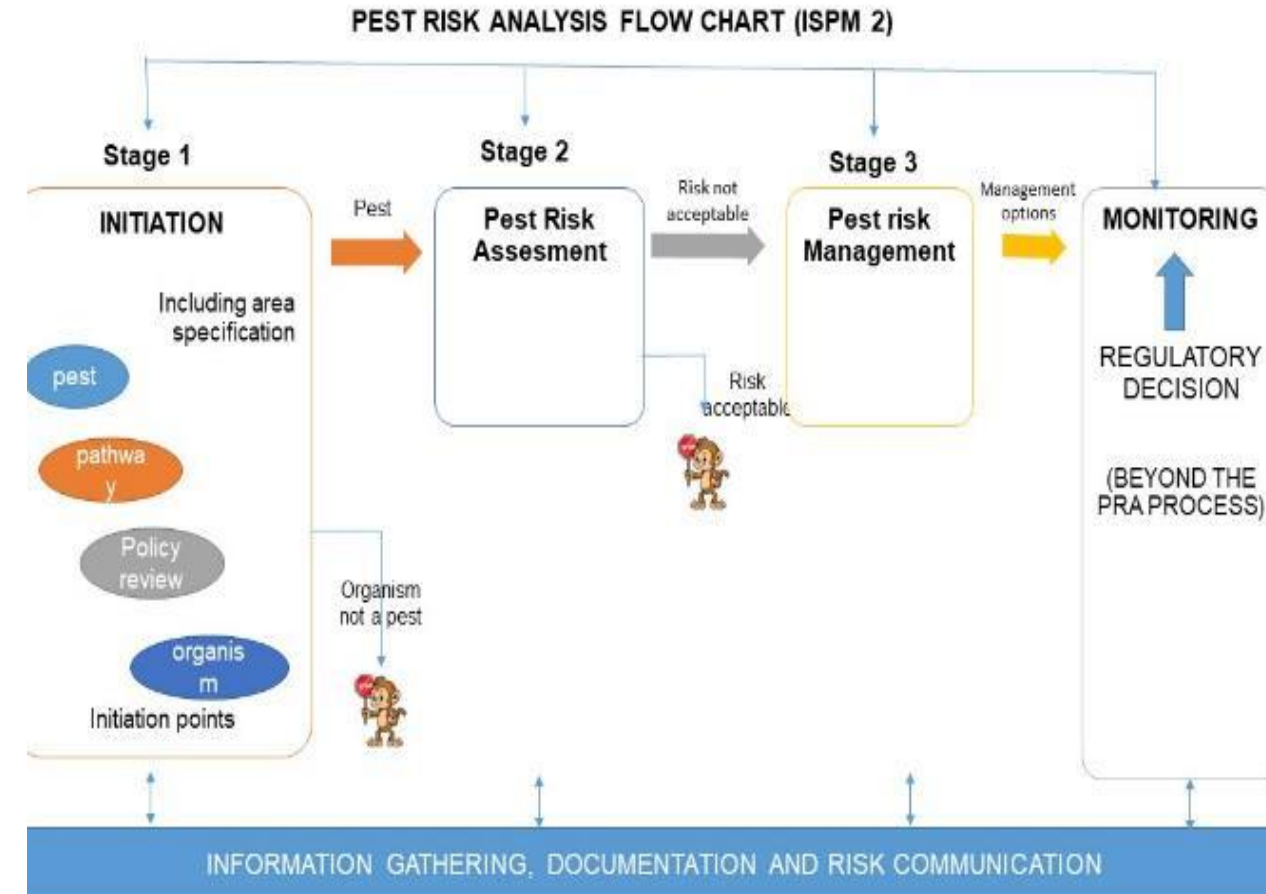 PEST RISK ANALYSIS FLOW CHART (ISPM 2)
Stage 1
INITIATION
Including area
specification
pest
pathwa
y
Policy
review
organis
m
Initiation points
Pest
Organism
not a pest
Stage 2
Pest Risk
Assesment
Risk not
acceptable
Risk
acceptable
Stage 3
Pest risk
Management
Management
options
MONITORING
REGULATORY
DECISION
(BEYOND THE
PRA PROCESS)
INFORMATION GATHERING, DOCUMENTATION AND RISK COMMUNICATION